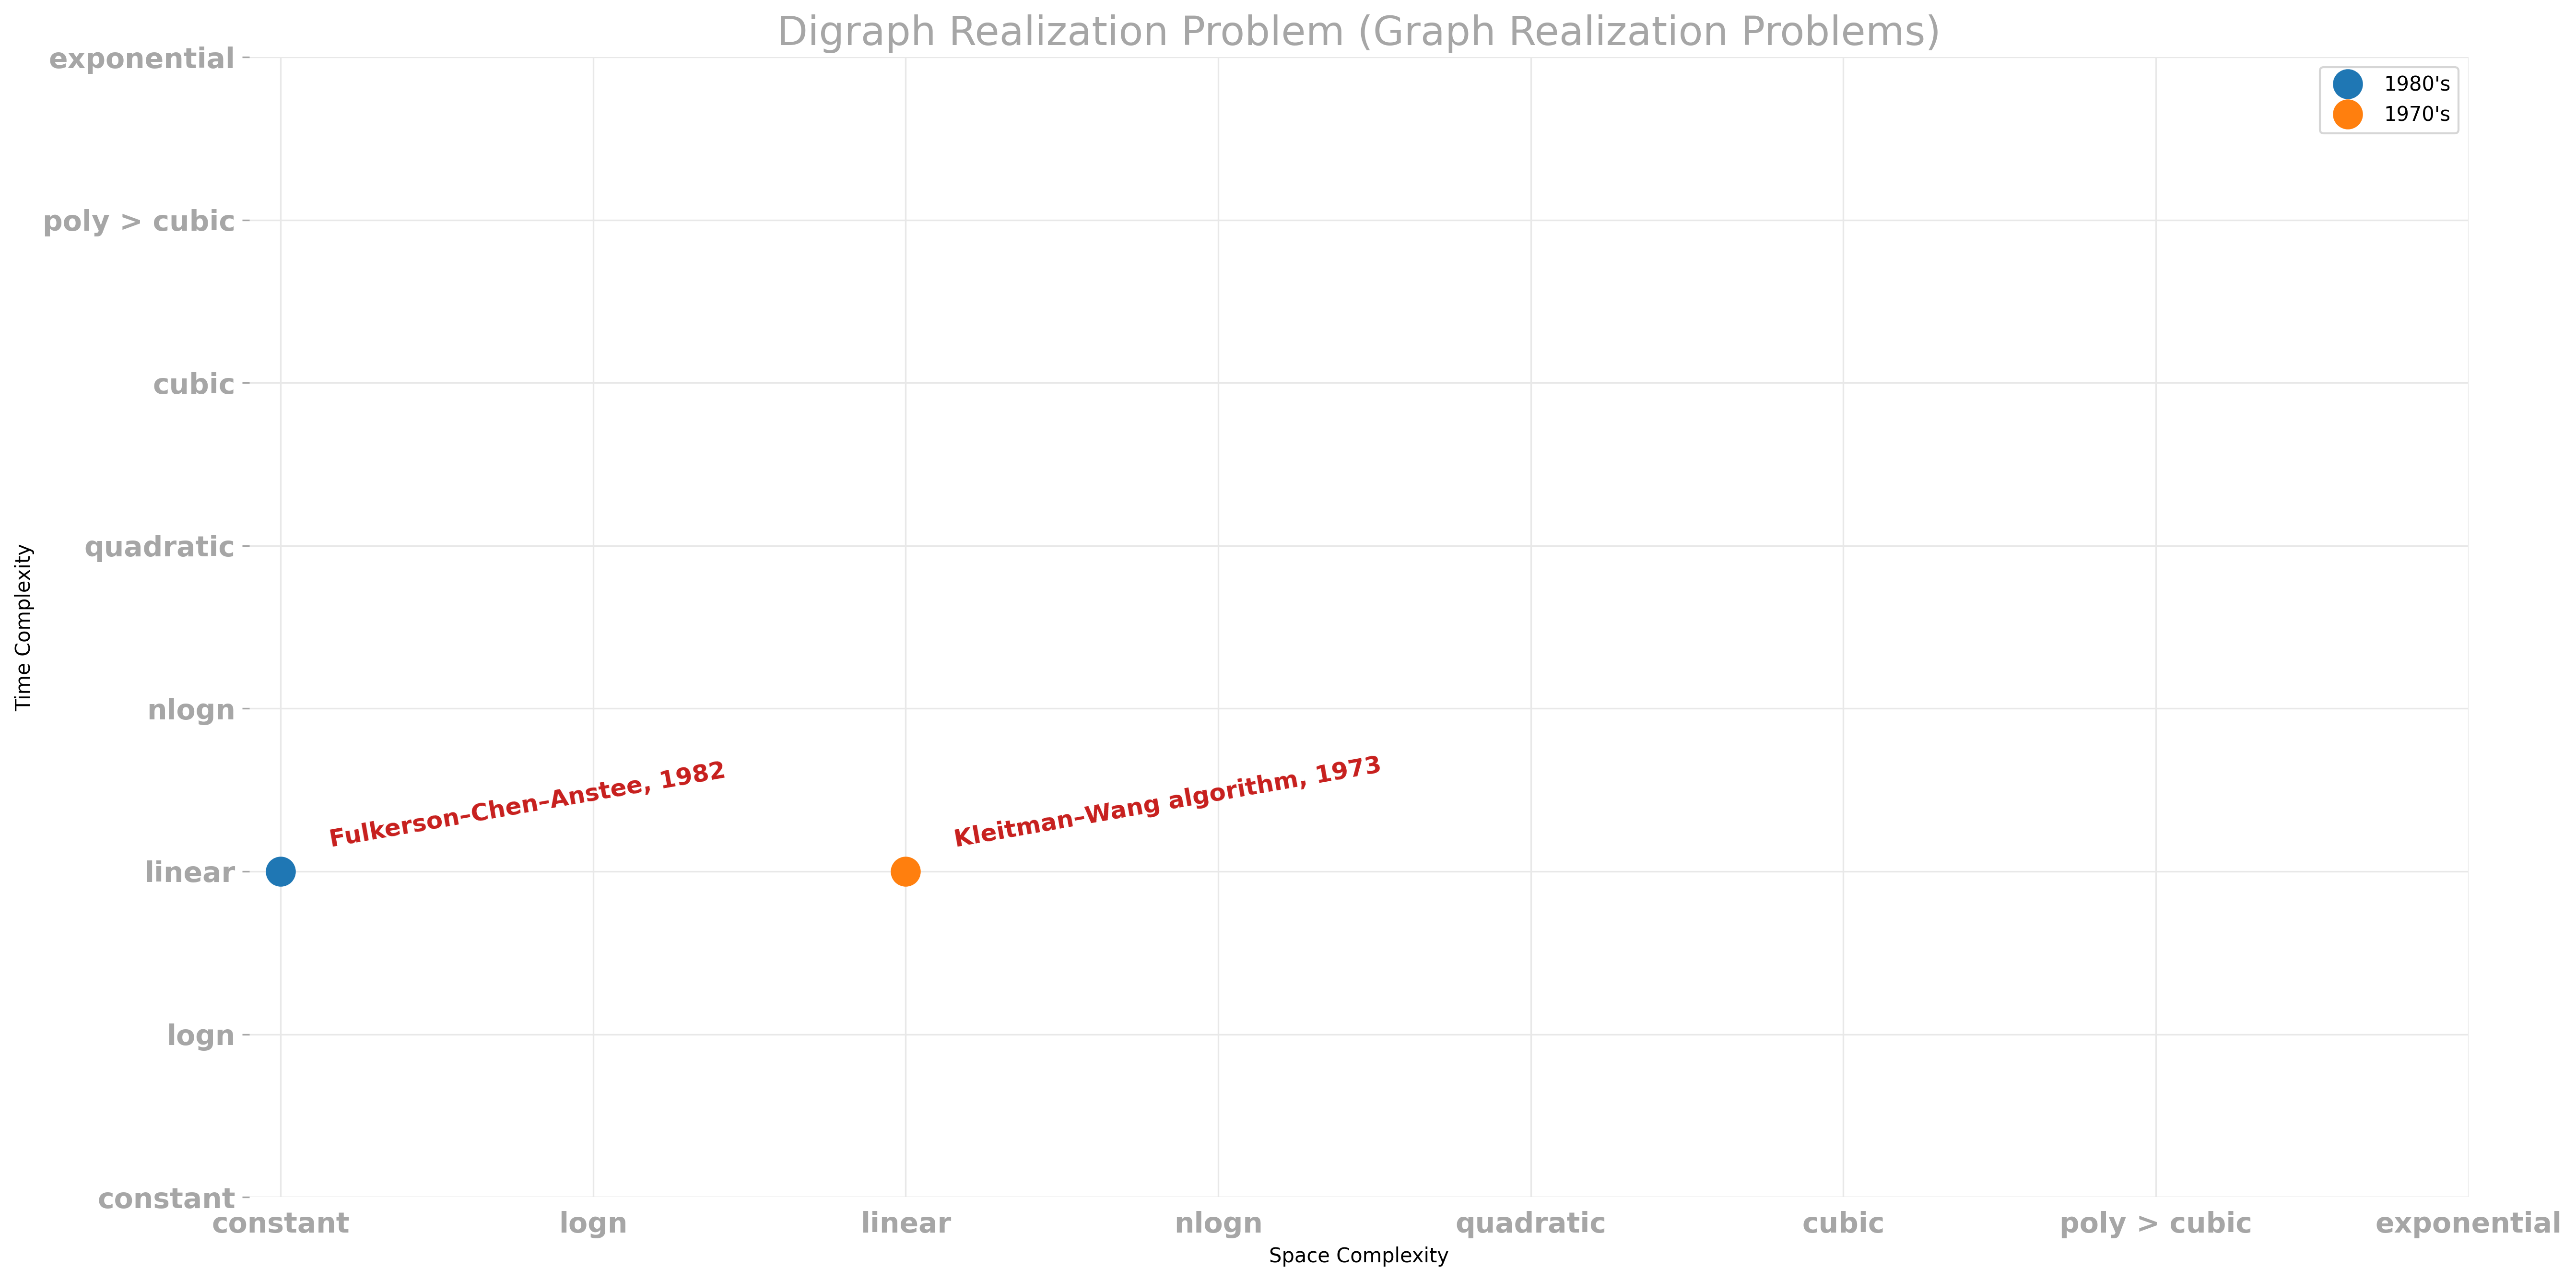 Digraph Realization Problem (Graph Realization Problems)
exponential
poly > cubic
cubic
quadratic
nlogn
linear
logn
constant
Time Complexity
1980's
1970's
Fulkerson–Chen–Anstee, 1982
Kleitman–Wang algorithm, 1973
constant
logn
linear
nlogn
quadratic
cubic
poly > cubic
exponential
Space Complexity